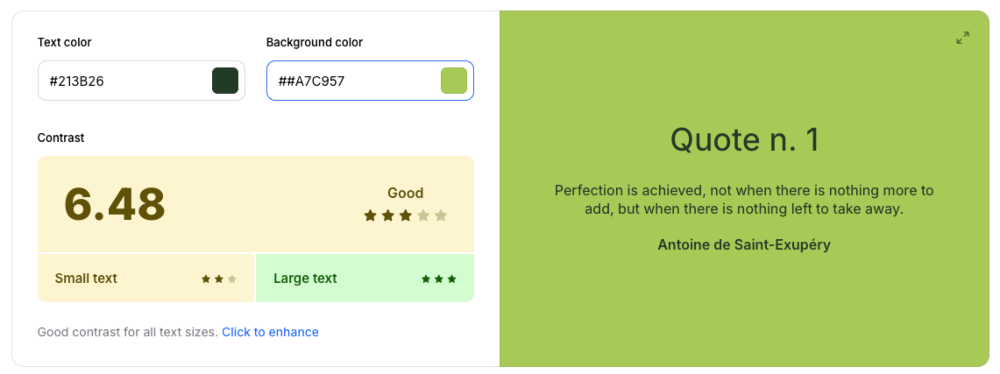 Text color
Background color
#213B26
##A7C957
Contrast
6.48
Good
Small text
Large text
Good contrast for all text sizes. Click to enhance
Quote n. 1
Perfection is achieved, not when there is nothing more to
add, but when there is nothing left to take away.
Antoine de Saint-Exupéry